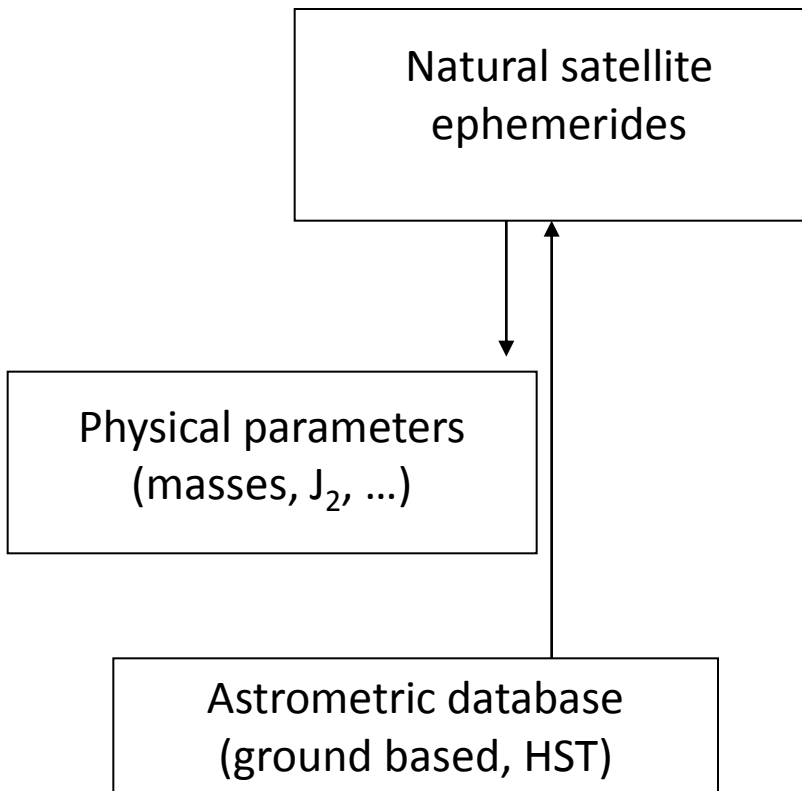 Natural satellite
ephemerides
Physical parameters
(masses, J₂, …)
Astrometric database
(ground based, HST)